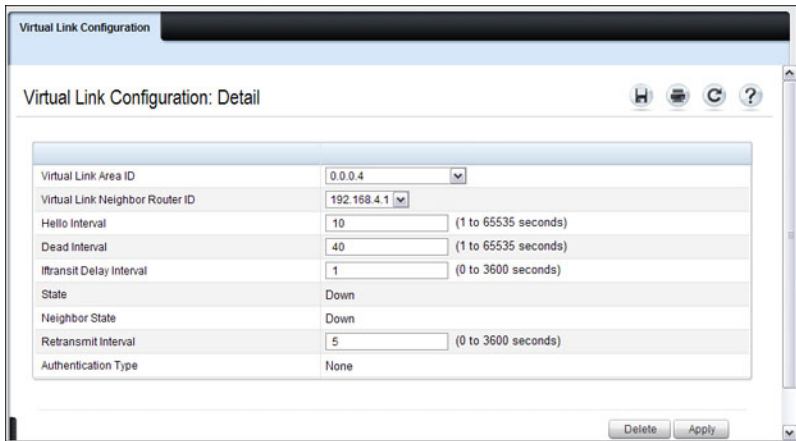 Virtual Link Configuration
Virtual Link Configuration: Detail
Virtual Link Area ID 0.0.0.4
Virtual Link Neighbor Router ID 192.168.4.1
Hello Interval 10 (1 to 65535 seconds)
Dead Interval 40 (1 to 65535 seconds)
Iftransit Delay Interval 1 (0 to 3600 seconds)
State Down
Neighbor State Down
Retransmit Interval 5 (0 to 3600 seconds)
Authentication Type None
Delete Apply